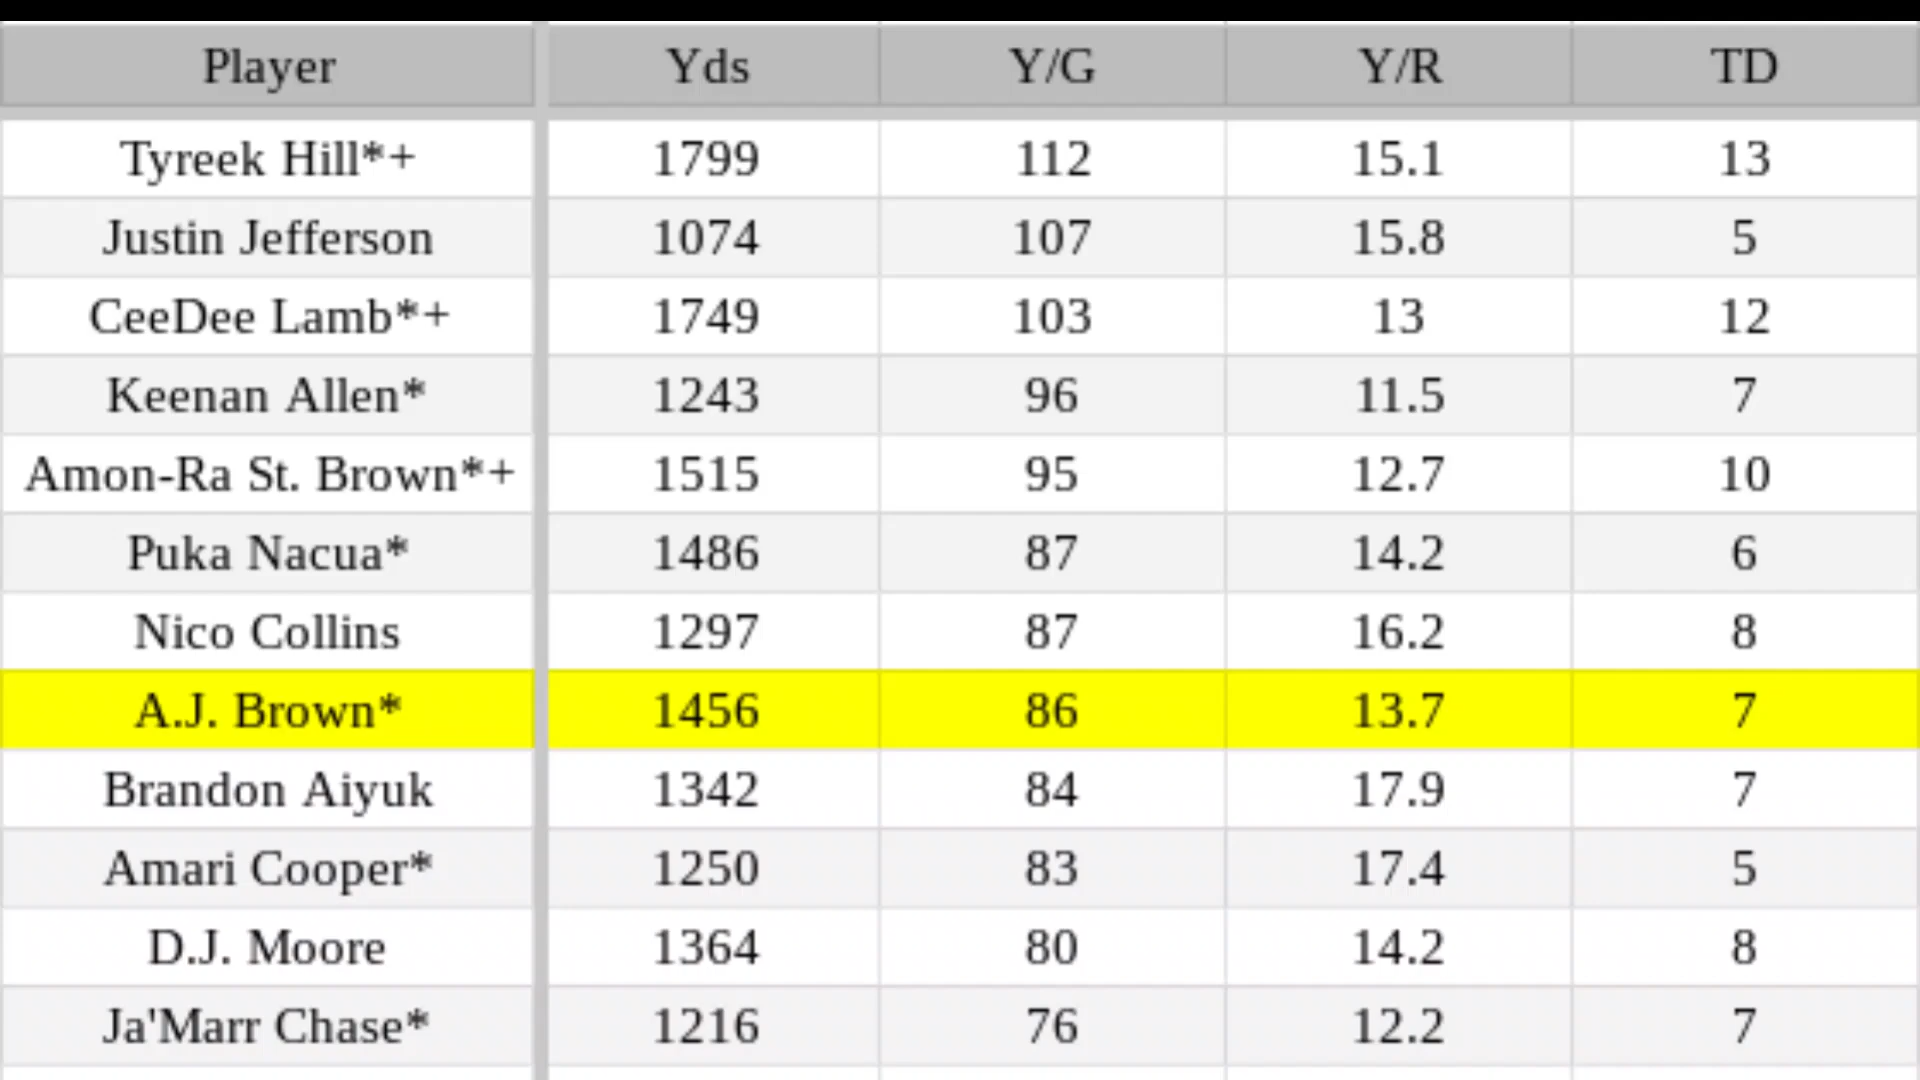 Player Yds Y/G Y/R TD
Tyreek Hill*+ 1799 112 15.1 13
Justin Jefferson 1074 107 15.8 5
CeeDee Lamb*+ 1749 103 13 12
Keenan Allen* 1243 96 11.5 7
Amon-Ra St. Brown*+ 1515 95 12.7 10
Puka Nacua* 1486 87 14.2 6
Nico Collins 1297 87 16.2 8
A.J. Brown* 1456 86 13.7 7
Brandon Aiyuk 1342 84 17.9 7
Amari Cooper* 1250 83 17.4 5
D.J. Moore 1364 80 14.2 8
Ja'Marr Chase* 1216 76 12.2 7